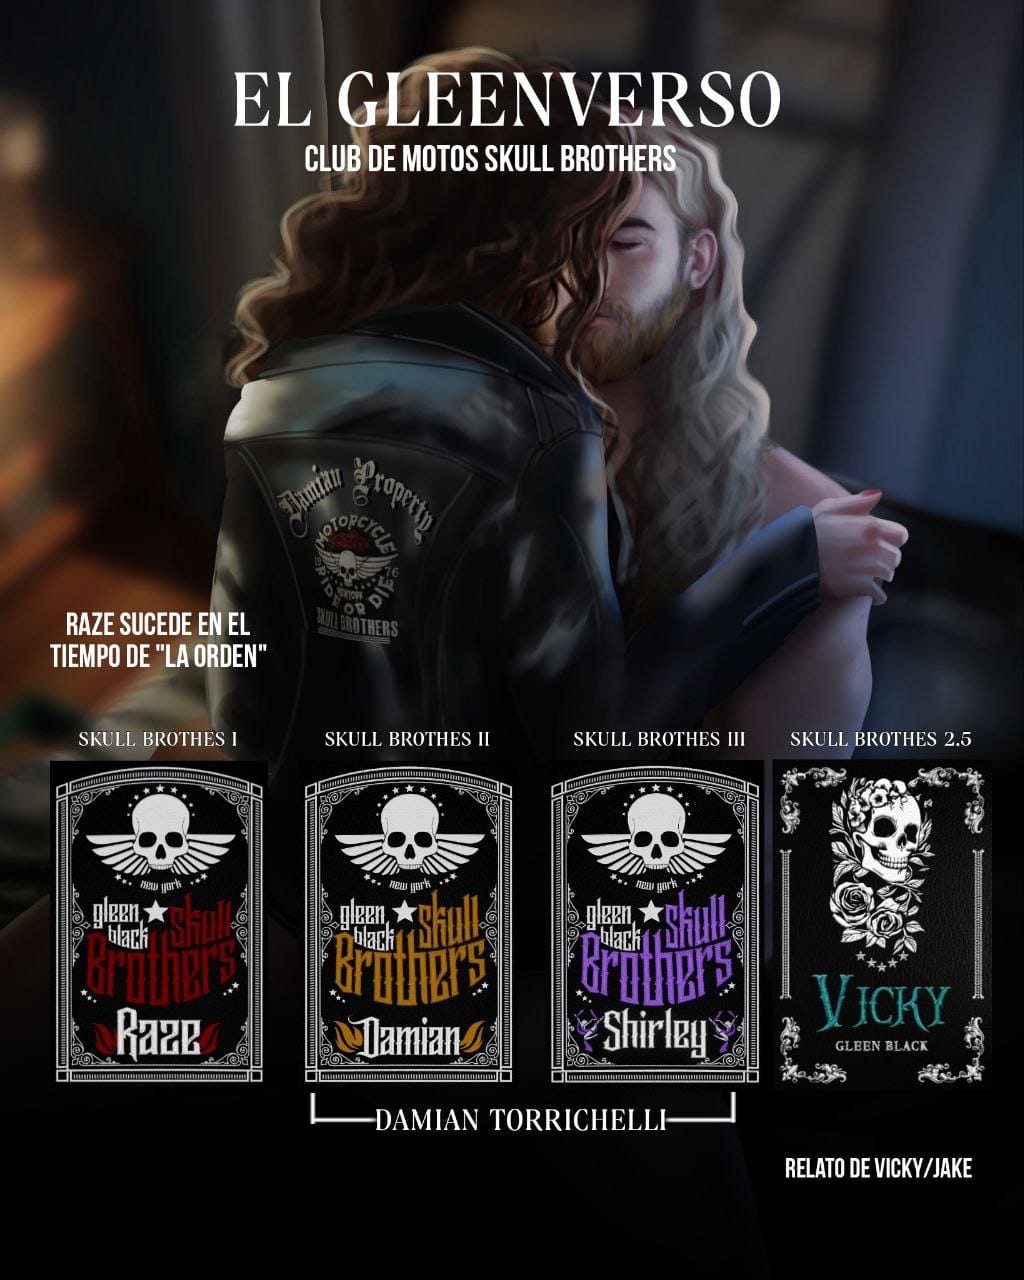 EL GLEENVERSO
CLUB DE MOTOS SKULL BROTHERS
Damian Property
MOTORCYCLE
NEW YORK
RIDE OR DIE
SKULL BROTHERS
RAZE SUCEDE EN EL
TIEMPO DE "LA ORDEN"
SKULL BROTHES I
new york
gleen black
skull
Brothers
Raze
SKULL BROTHES II
new york
gleen black
skull
Brothers
Damian
SKULL BROTHES III
new york
gleen black
skull
Brothers
Shirley
SKULL BROTHES 2.5
VICKY
GLEEN BLACK
DAMIAN TORRICHELLI
RELATO DE VICKY/JAKE